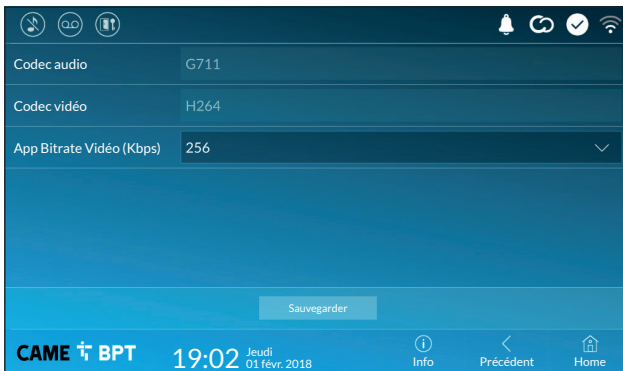 Codec audio G711
Codec vidéo H264
App Bitrate Vidéo (Kbps) 256
Sauvegarder
CAME BPT 19:02 Jeudi
01 févr. 2018
Info Précédent Home